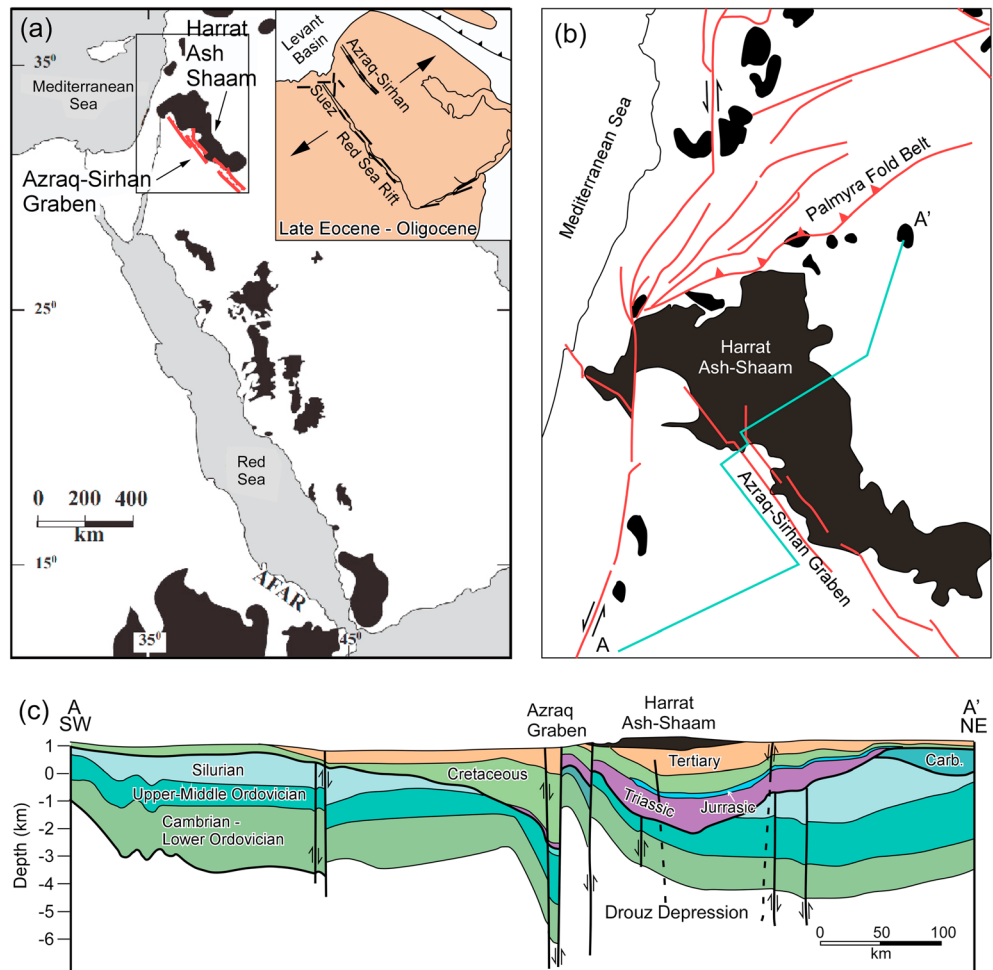 (a)
35⁰
Mediterranean
Sea
Harrat
Ash
Shaam
Azraq-Sirhan
Graben
25⁰
Red
Sea
0 200 400
km
15⁰
AFAR
35⁰
45⁰
Levant
Basin
Azraq-Sirhan
Suez
Red Sea Rift
Late Eocene - Oligocene
(b)
Mediterranean Sea
Palmyra Fold Belt
A'
Harrat
Ash-Shaam
Azraq-Sirhan Graben
A
(c)
A
SW
Azraq
Graben
Harrat
Ash-Shaam
A'
NE
Depth (km)
1
0
-1
-2
-3
-4
-5
-6
Silurian
Upper-Middle Ordovician
Cambrian -
Lower Ordovician
Cretaceous
Tertiary
Triassic
Jurrasic
Carb.
Drouz Depression
0 50 100
km